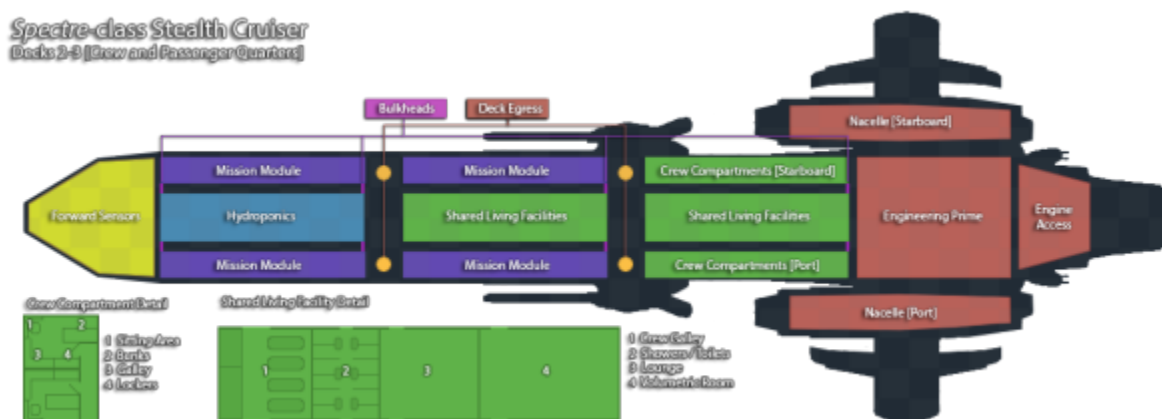 Spectre-class Stealth Cruiser
Decks 2-3 [Crew and Passenger Quarters]
Bulkheads
Deck Egress
Nacelle [Starboard]
Mission Module
Mission Module
Crew Compartments [Starboard]
Forward Sensors
Hydroponics
Shared Living Facilities
Shared Living Facilities
Engineering Prime
Engine
Access
Mission Module
Mission Module
Crew Compartments [Port]
Nacelle [Port]
Crew Compartment Detail
1
2
3
4
1 Sitting Area
2 Bunks
3 Galley
4 Lockers
Shared Living Facility Detail
1
2
3
4
1 Crew Galley
2 Showers / Toilets
3 Lounge
4 Volumetric Room